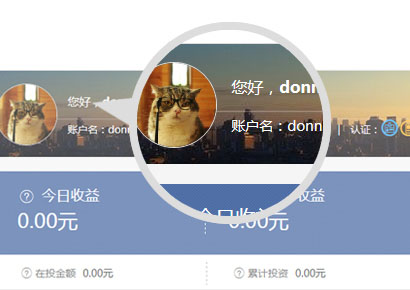 您好，donn
账户名：donn
您好，donn
账户名：donn
认证：
今日收益
今日收益
0.00元
0.00元
在投金额 0.00元
累计投资 0.00元